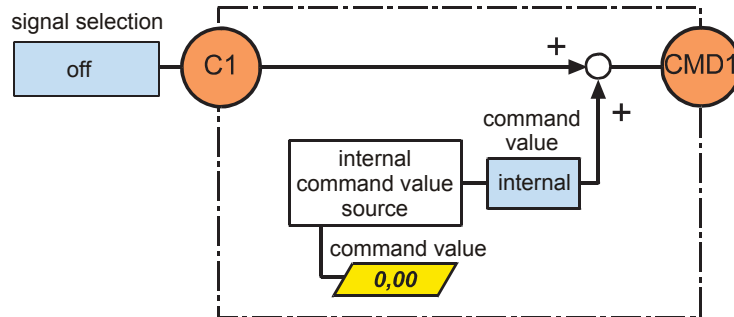 signal selection
off
C1
+
CMD1
+
command
value
internal
command value
source
internal
command value
0,00